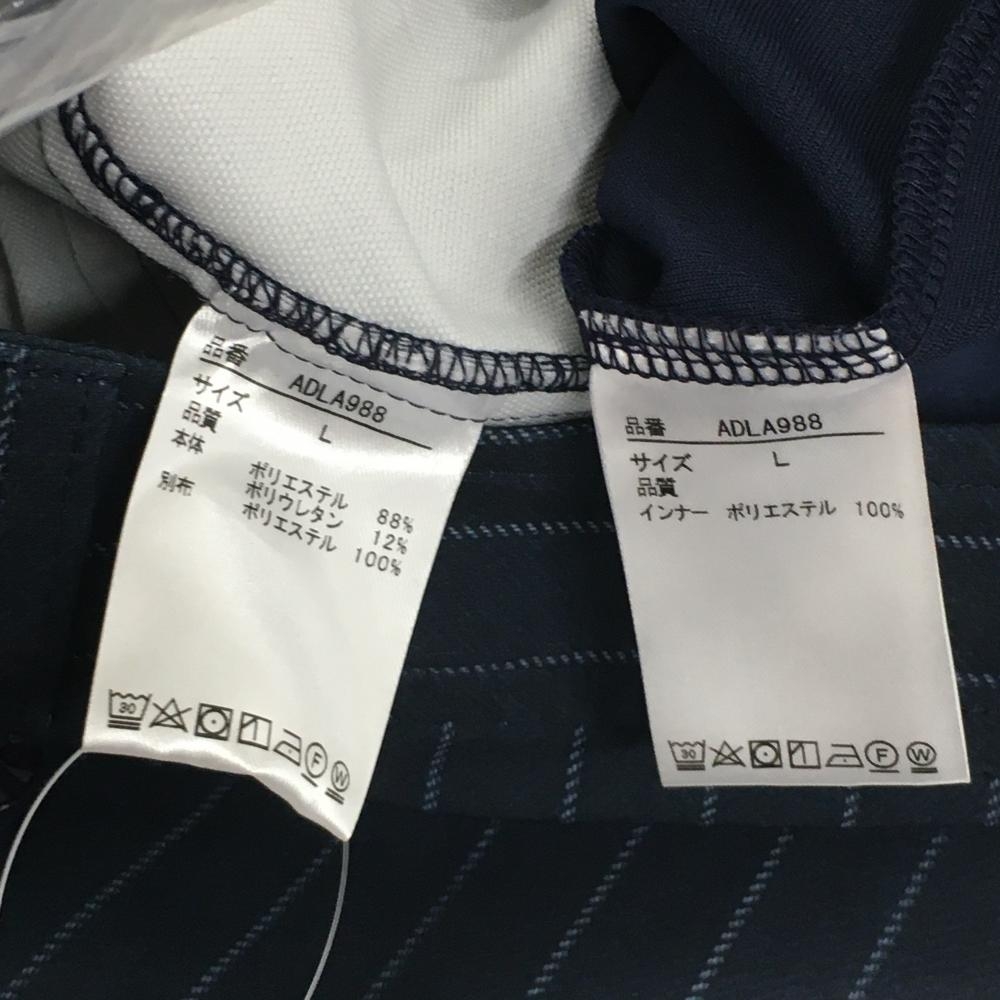 品番 ADLA988
サイズ L
品質
本体 ポリエステル 88%
ポリウレタン 12%
別布 ポリエステル 100%
30 F W
品番 ADLA988
サイズ L
品質
インナー ポリエステル 100%
30 F W